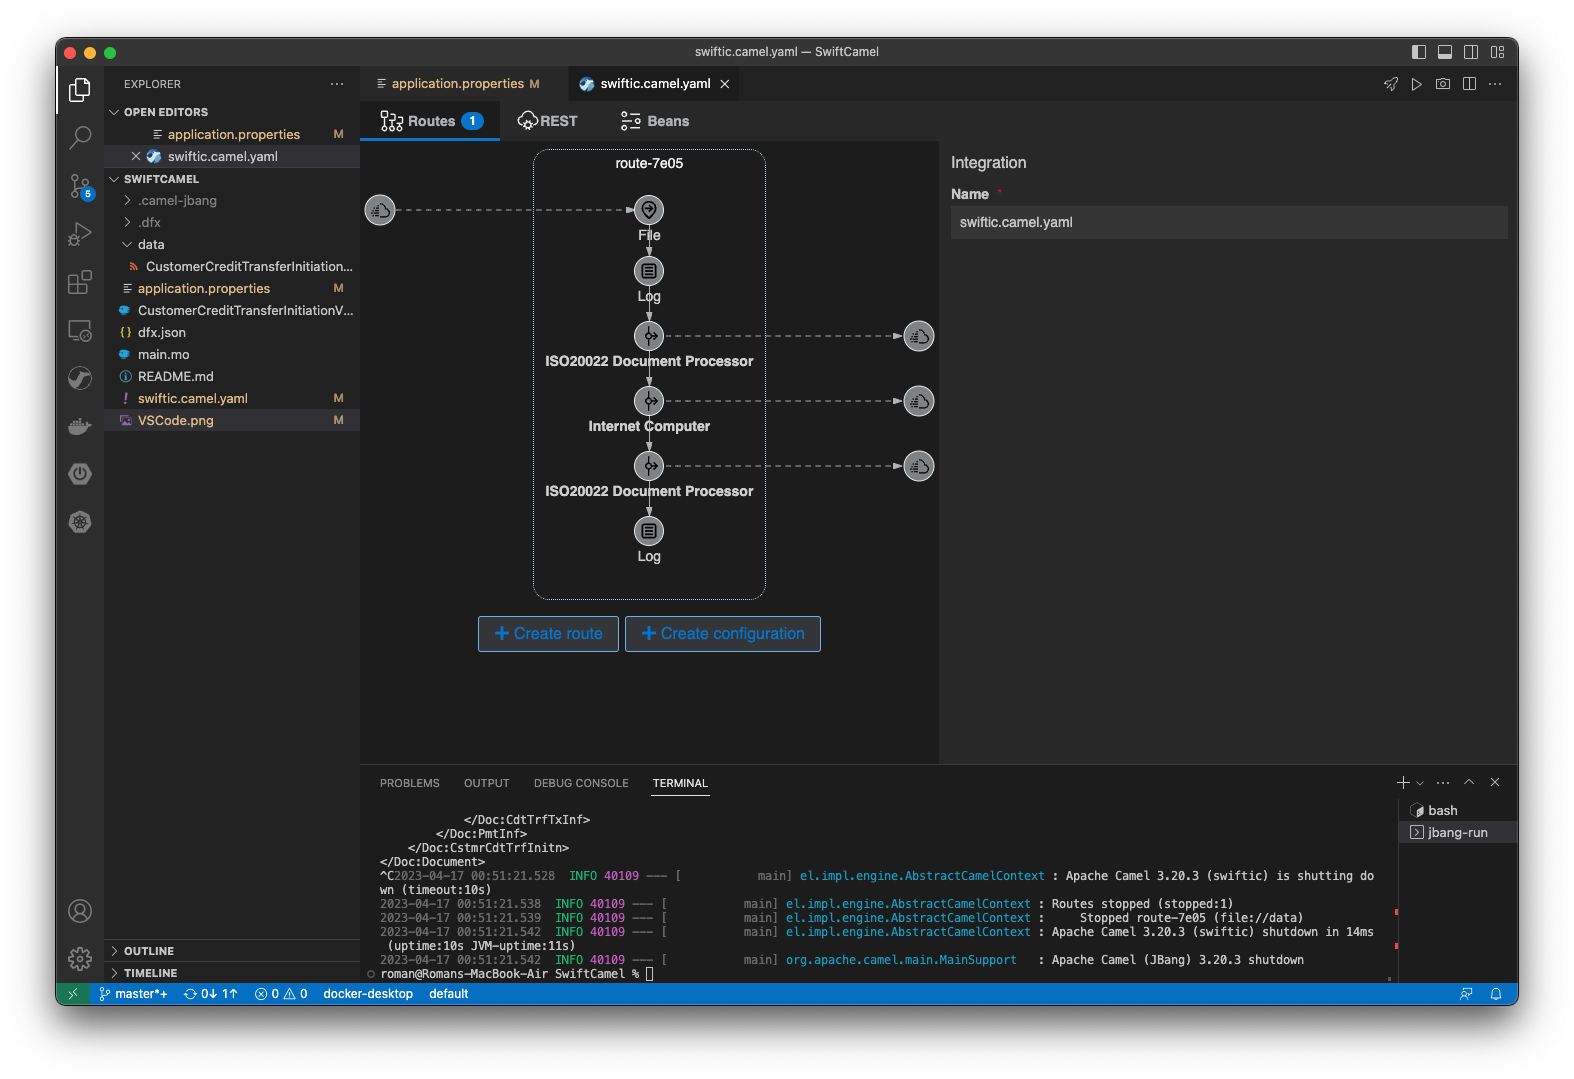 swiftic.camel.yaml — SwiftCamel
EXPLORER
OPEN EDITORS
application.properties M
swiftic.camel.yaml
SWIFTCAMEL
.camel-jbang
.dfx
data
CustomerCreditTransferInitiation...
application.properties M
CustomerCreditTransferInitiationV...
{} dfx.json
main.mo
README.md
! swiftic.camel.yaml M
VSCode.png M
OUTLINE
TIMELINE
5
application.properties M
swiftic.camel.yaml
Routes 1
REST
Beans
route-7e05
File
Log
ISO20022 Document Processor
Internet Computer
ISO20022 Document Processor
Log
+ Create route
+ Create configuration
Integration
Name *
swiftic.camel.yaml
PROBLEMS OUTPUT DEBUG CONSOLE TERMINAL
</Doc:CdtTrfTxInf>
</Doc:PmtInf>
</Doc:CstmrCdtTrfInitn>
</Doc:Document>
^C2023-04-17 00:51:21.528 INFO 40109 --- [ main] el.impl.engine.AbstractCamelContext : Apache Camel 3.20.3 (swiftic) is shutting do
wn (timeout:10s)
2023-04-17 00:51:21.538 INFO 40109 --- [ main] el.impl.engine.AbstractCamelContext : Routes stopped (stopped:1)
2023-04-17 00:51:21.539 INFO 40109 --- [ main] el.impl.engine.AbstractCamelContext : Stopped route-7e05 (file://data)
2023-04-17 00:51:21.542 INFO 40109 --- [ main] el.impl.engine.AbstractCamelContext : Apache Camel 3.20.3 (swiftic) shutdown in 14ms
(uptime:10s JVM-uptime:11s)
2023-04-17 00:51:21.542 INFO 40109 --- [ main] org.apache.camel.main.MainSupport : Apache Camel (JBang) 3.20.3 shutdown
roman@Romans-MacBook-Air SwiftCamel %
bash
jbang-run
master*+ 0↓ 1↑ 0 0 docker-desktop default